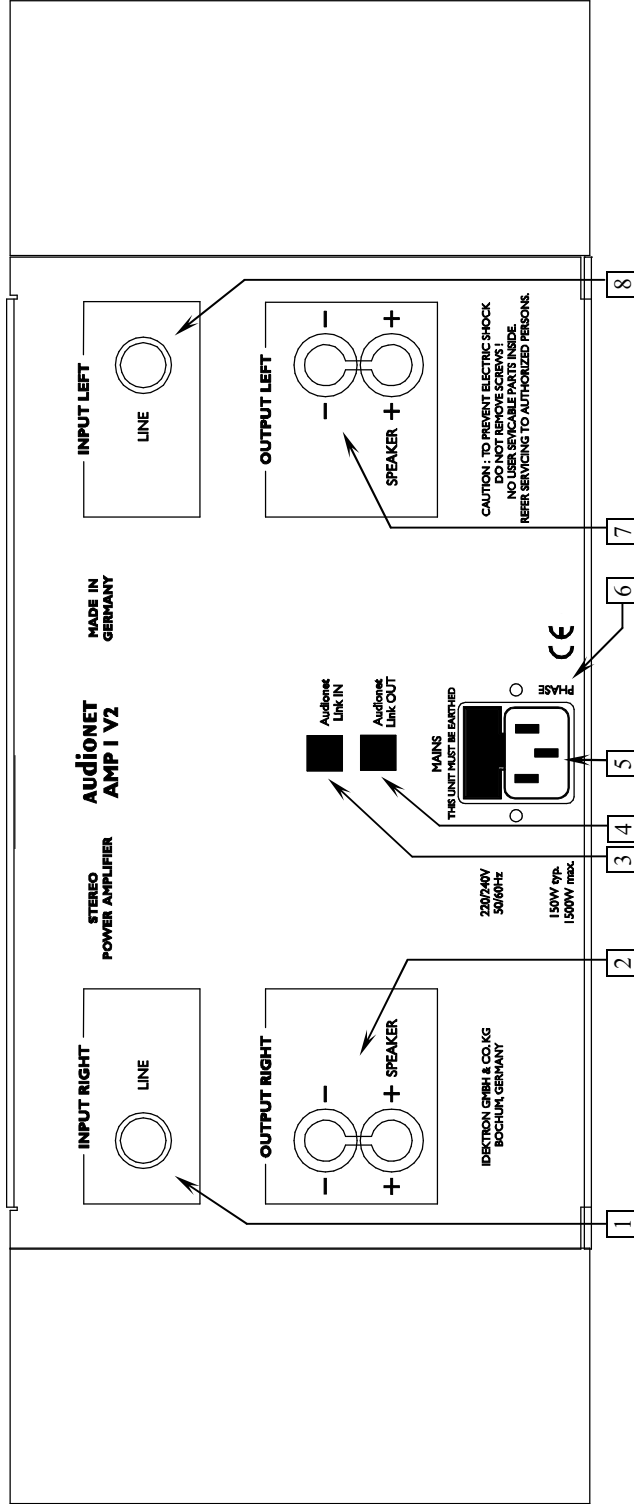 STEREO
POWER AMPLIFIER
AUDIONET
AMP I V2
MADE IN
GERMANY
INPUT RIGHT
LINE
INPUT LEFT
LINE
OUTPUT RIGHT
− −
+ + SPEAKER
OUTPUT LEFT
− −
SPEAKER + +
Audionet
Link IN
Audionet
Link OUT
IDEKTRON GMBH & CO. KG
BOCHUM, GERMANY
220/240V
50/60Hz
150W typ.
1500W max.
MAINS
THIS UNIT MUST BE EARTHED
PHASE
CE
CAUTION : TO PREVENT ELECTRIC SHOCK
DO NOT REMOVE SCREWS !
NO USER SEVICABLE PARTS INSIDE.
REFER SERVICING TO AUTHORIZED PERSONS.
1
2
3
4
5
6
7
8